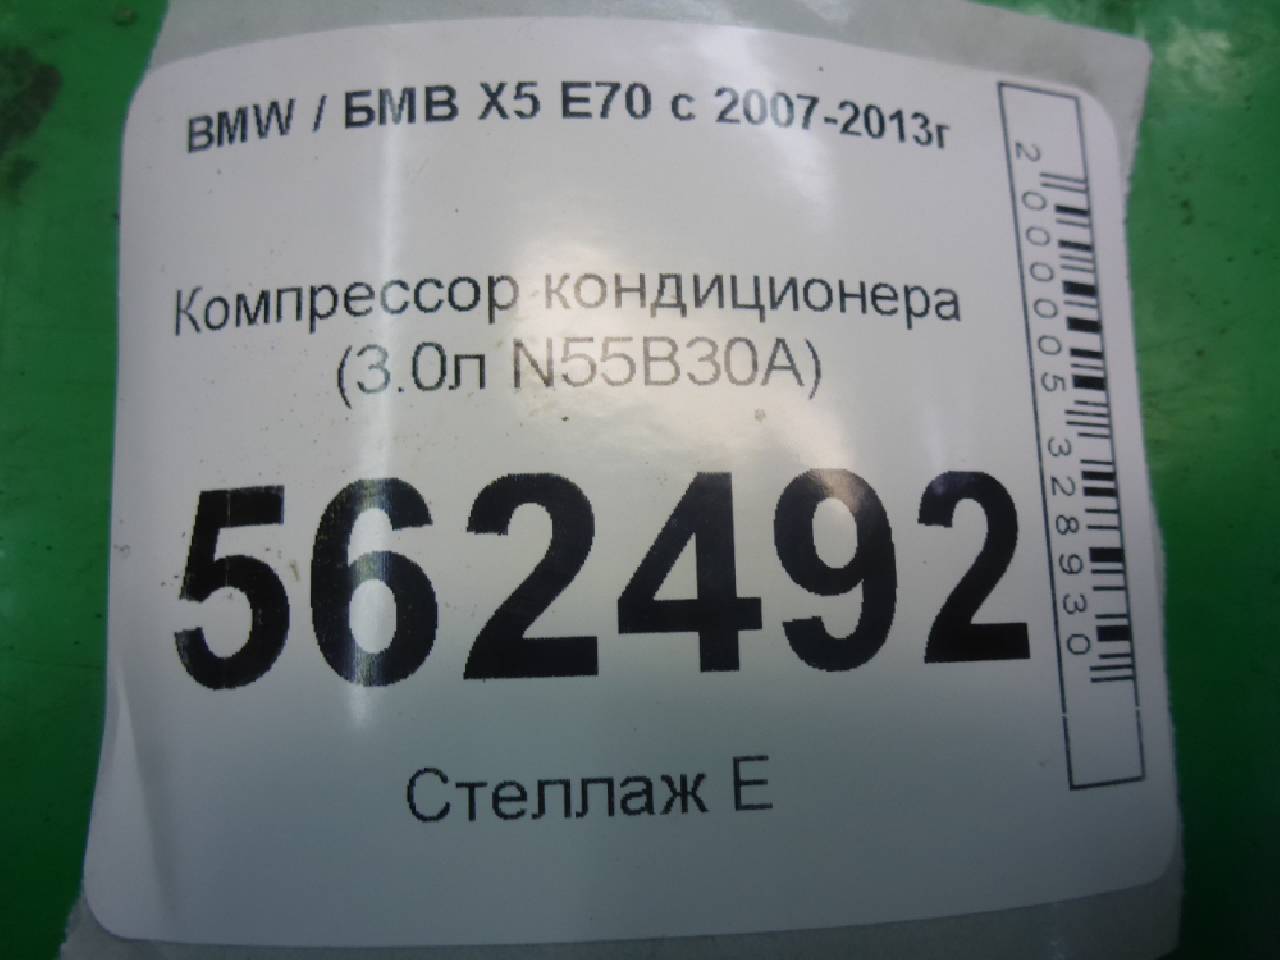 BMW / БМВ X5 E70 с 2007-2013г
Компрессор кондиционера
(3.0л N55B30A)
562492
Стеллаж Е
2000005328930